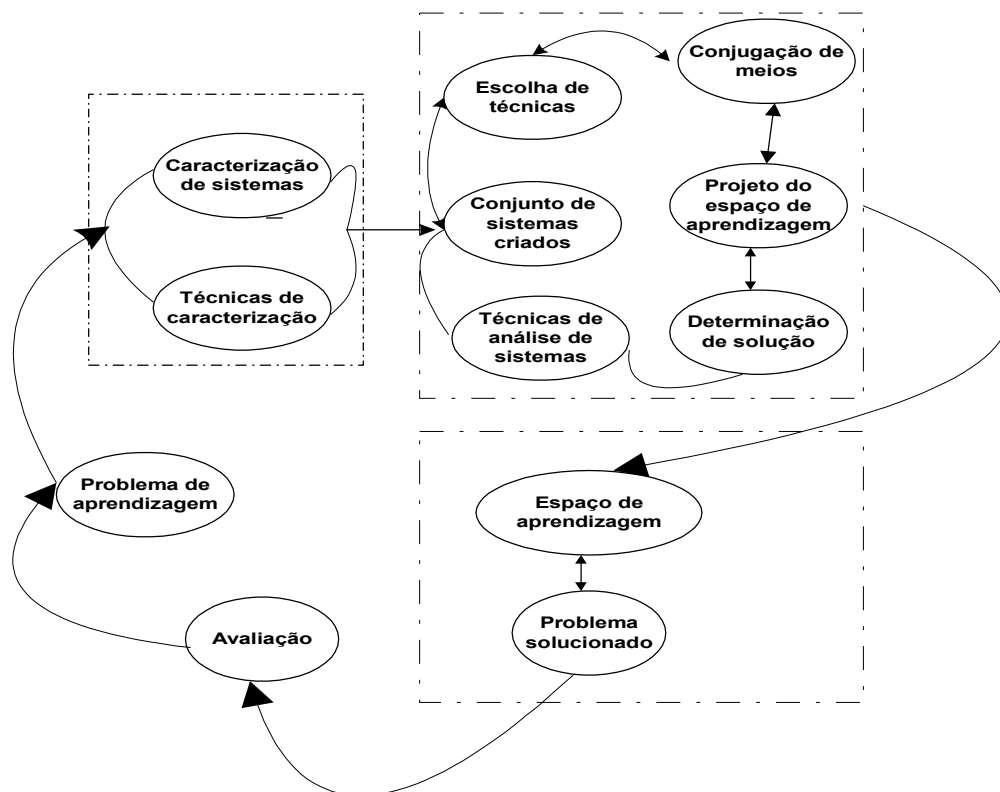 Conjugação de
meios
Escolha de
técnicas
Caracterização
de sistemas
Projeto do
espaço de
aprendizagem
Conjunto de
sistemas
criados
Técnicas de
caracterização
Técnicas de
análise de
sistemas
Determinação
de solução
Problema de
aprendizagem
Espaço de
aprendizagem
Avaliação
Problema
solucionado